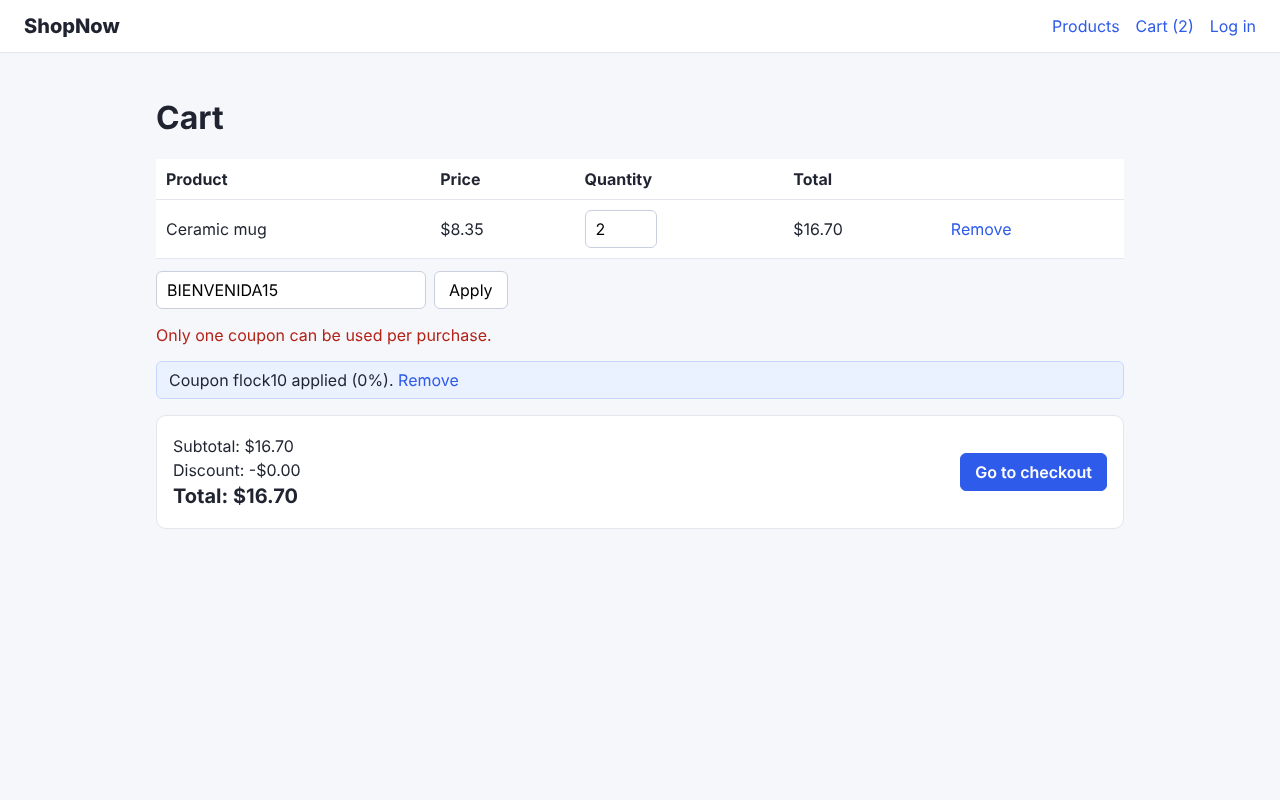 ShopNow Products Cart (2) Log in
Cart
Product Price Quantity Total
Ceramic mug $8.35 2 $16.70 Remove
BIENVENIDA15 Apply
Only one coupon can be used per purchase.
Coupon flock10 applied (0%). Remove
Subtotal: $16.70
Discount: -$0.00
Total: $16.70
Go to checkout